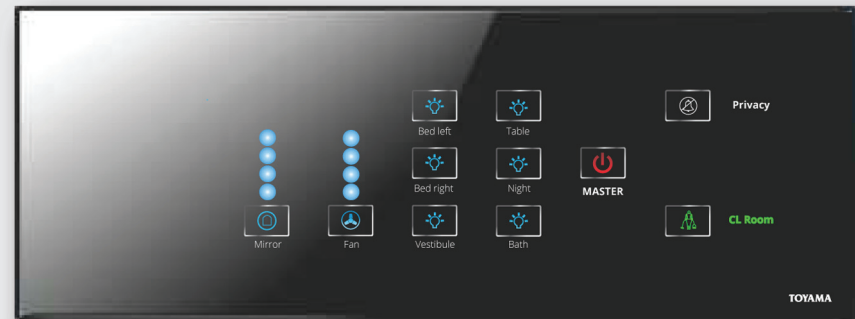 Bed left
Table
Privacy
Bed right
Night
MASTER
Mirror
Fan
Vestibule
Bath
CL Room
TOYAMA